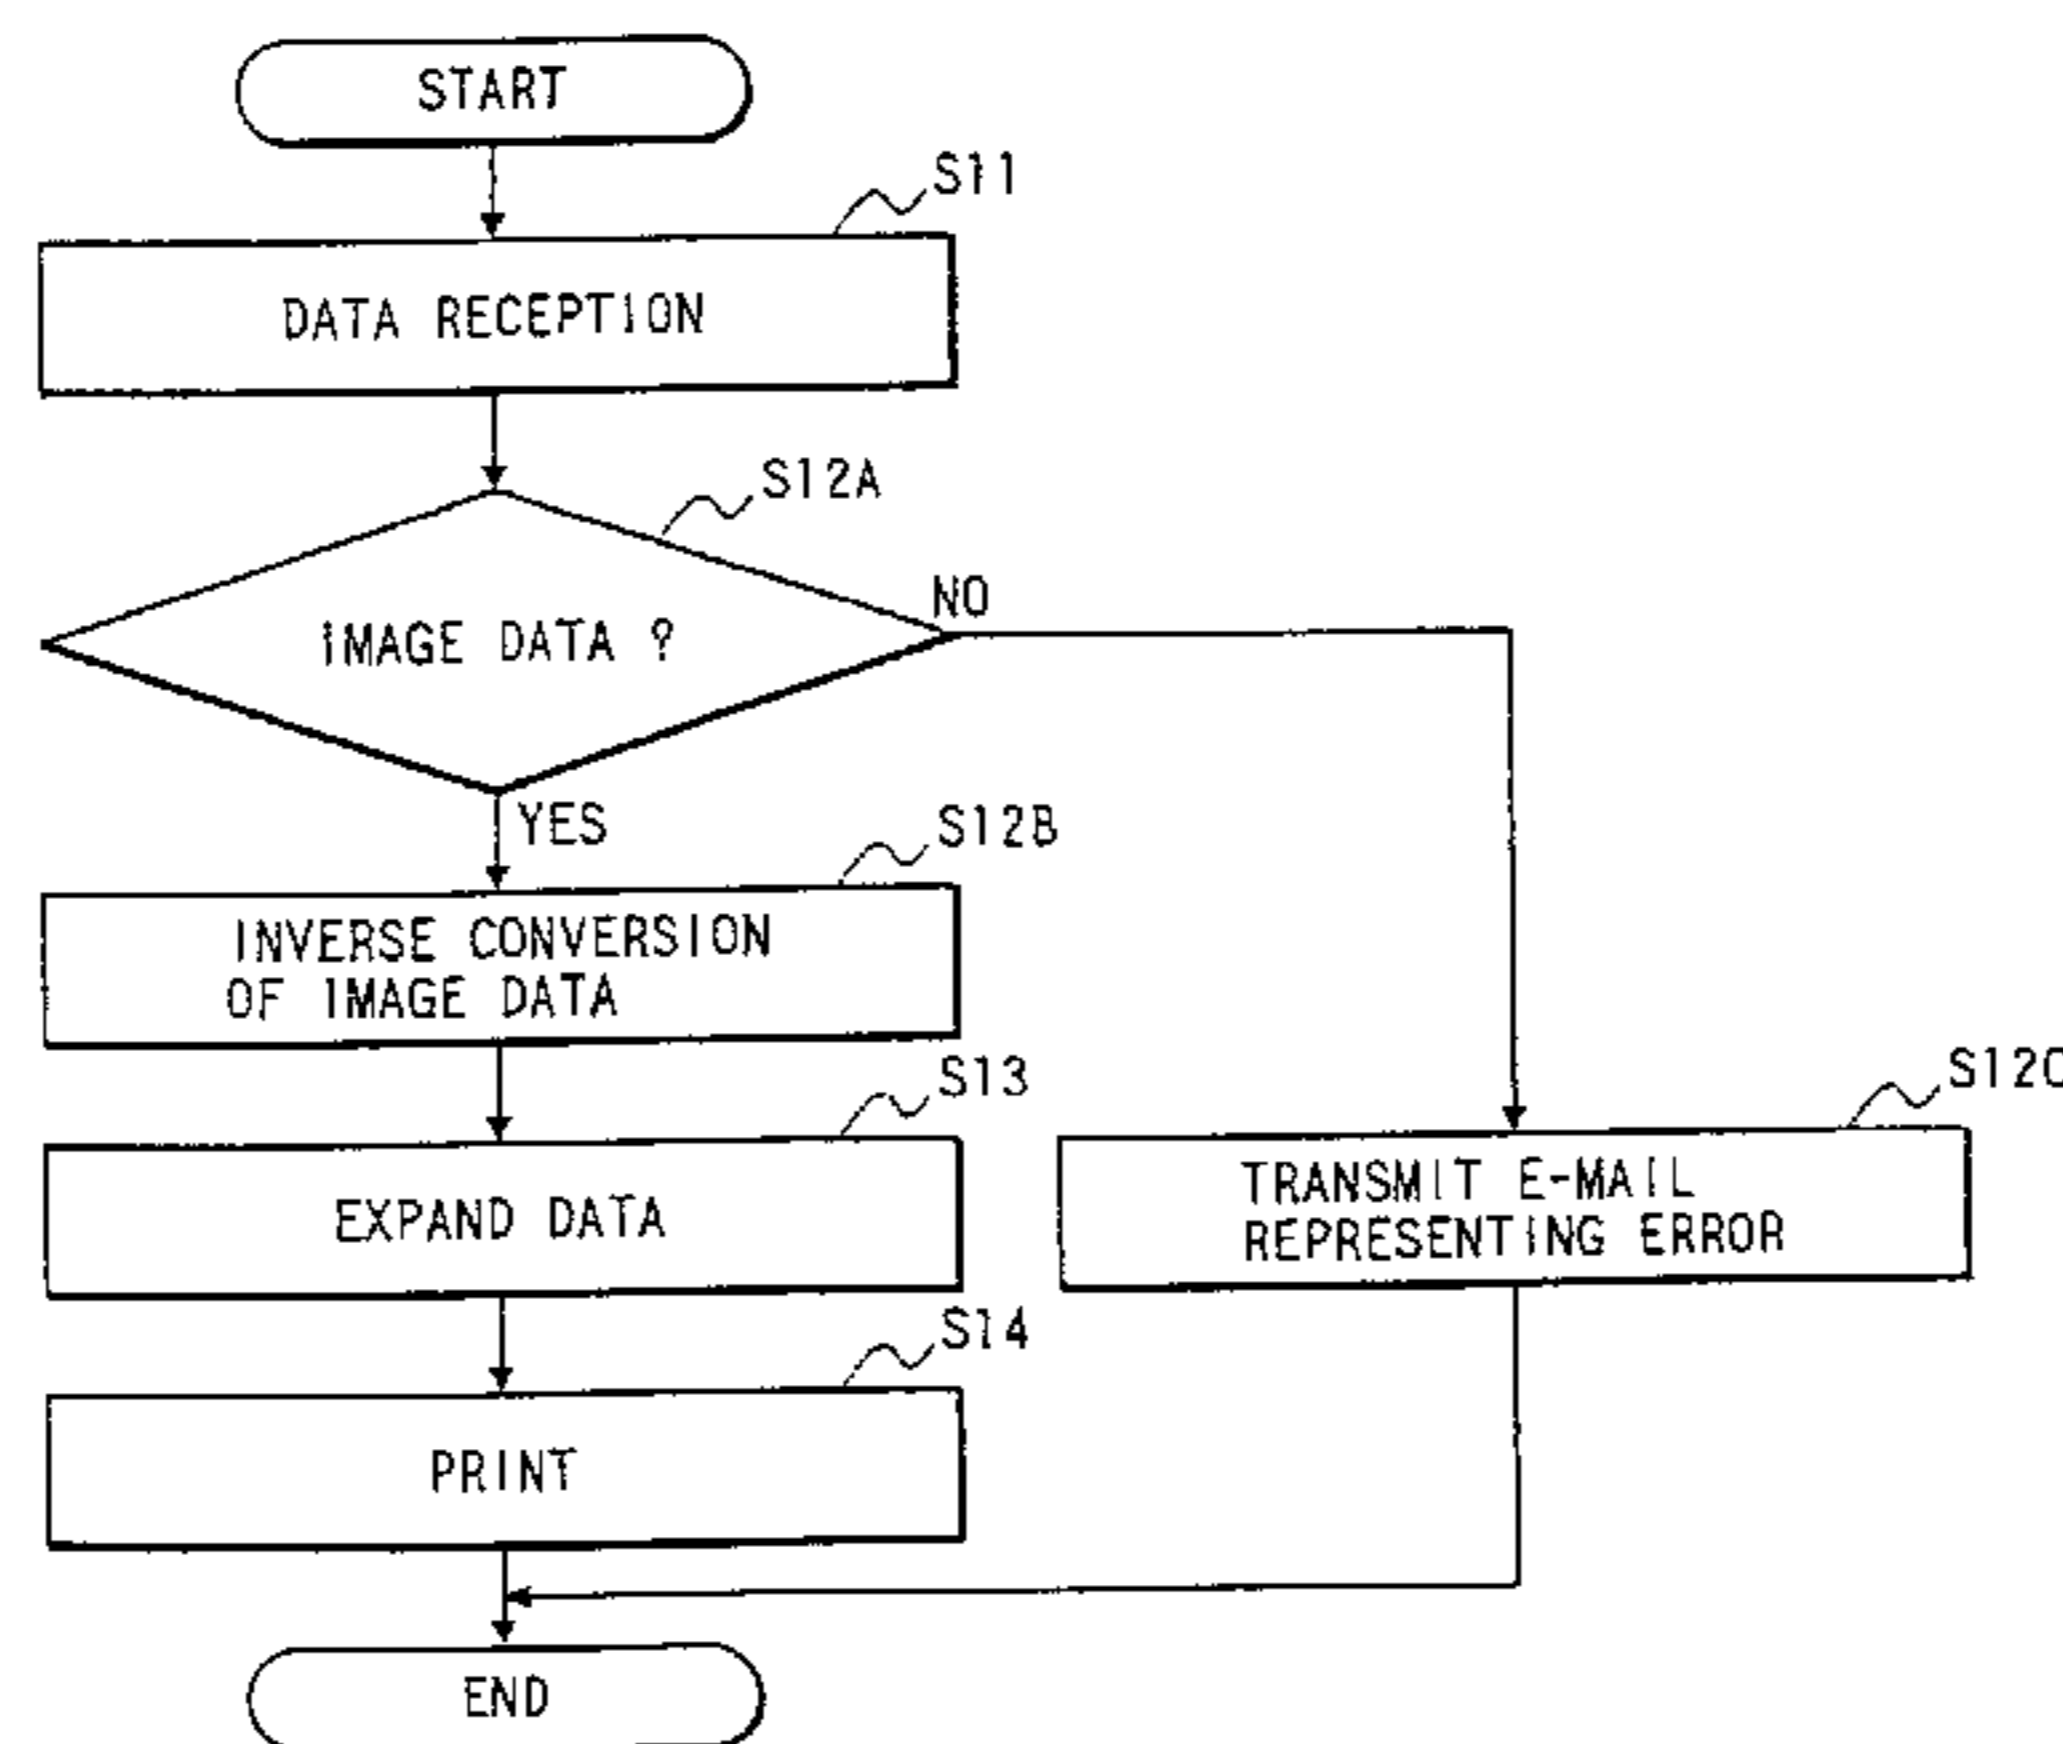 START
S11
DATA RECEPTION
S12A
IMAGE DATA ?
NO
YES
S12B
INVERSE CONVERSION
OF IMAGE DATA
S13
EXPAND DATA
S12C
TRANSMIT E-MAIL
REPRESENTING ERROR
S14
PRINT
END